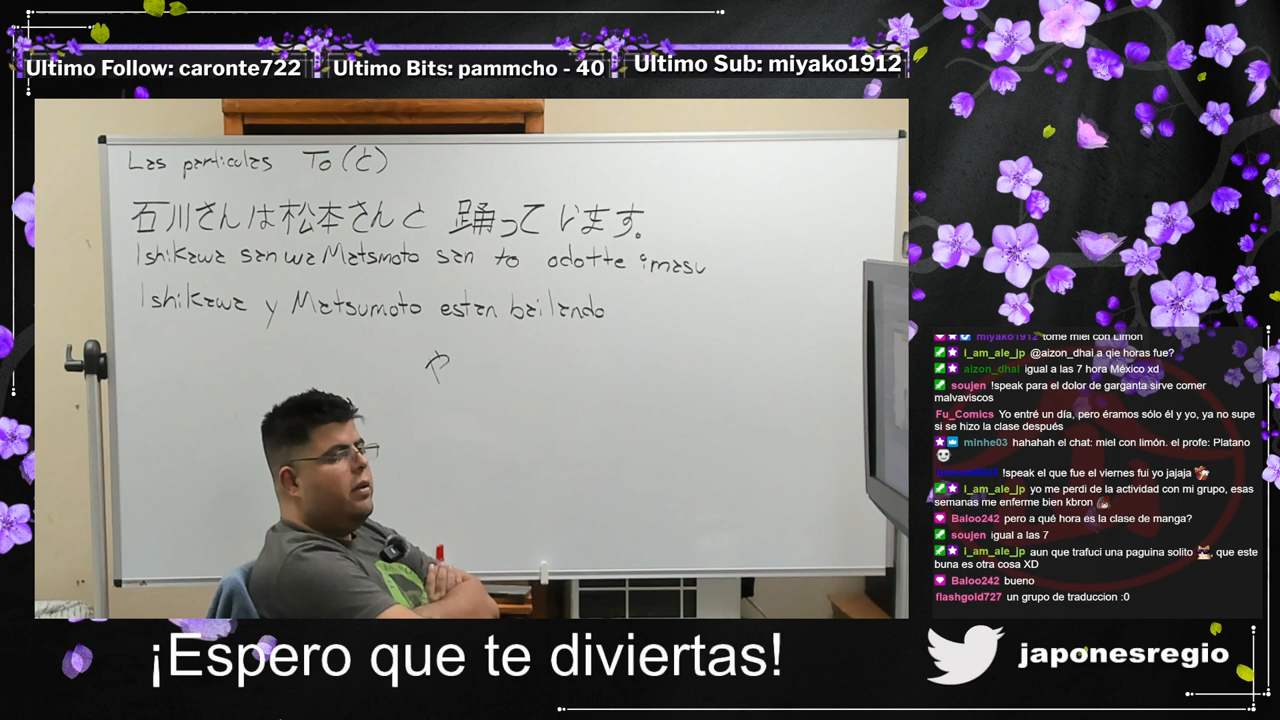 Ultimo Follow: caronte722
Ultimo Bits: pammcho - 40
Ultimo Sub: miyako1912
Las particulas To (と)
石川さんは松本さんと 踊っています。
Ishikawa san wa Matsmoto san to odotte imasu
Ishikawa y Matsumoto estan bailando
や
miyako1912 tome miel con Limón
I_am_ale_jp @aizon_dhai a qie horas fue?
aizon_dhai igual a las 7 hora México xd
soujen !speak para el dolor de garganta sirve comer
malvaviscos
Fu_Comics Yo entré un día, pero éramos sólo él y yo, ya no supe
si se hizo la clase después
minhe03 hahahah el chat: miel con limón. el profe: Platano
!speak el que fue el viernes fui yo jajaja
I_am_ale_jp yo me perdi de la actividad con mi grupo, esas
semanas me enferme bien kbron
Baloo242 pero a qué hora es la clase de manga?
soujen igual a las 7
I_am_ale_jp aun que trafuci una paguina solito , que este
buna es otra cosa XD
Baloo242 bueno
flashgold727 un grupo de traduccion :0
¡Espero que te diviertas!
japonesregio